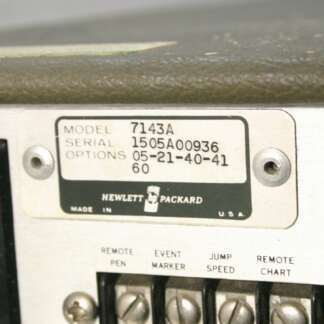 MODEL 7143A
SERIAL 1505A00936
OPTIONS 05-21-40-41
60
HEWLETT hp PACKARD
MADE IN U S A
REMOTE PEN EVENT MARKER JUMP SPEED REMOTE CHART